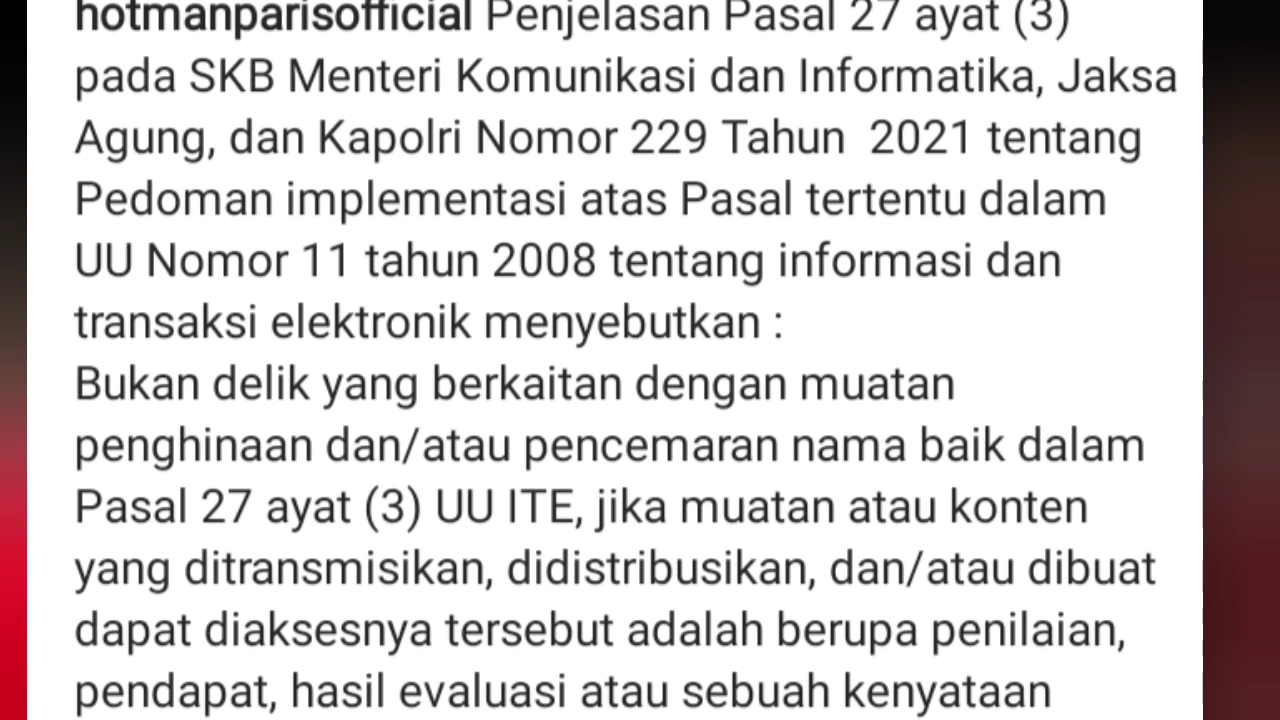 hotmanparisofficial Penjelasan Pasal 27 ayat (3)
pada SKB Menteri Komunikasi dan Informatika, Jaksa
Agung, dan Kapolri Nomor 229 Tahun  2021 tentang
Pedoman implementasi atas Pasal tertentu dalam
UU Nomor 11 tahun 2008 tentang informasi dan
transaksi elektronik menyebutkan :
Bukan delik yang berkaitan dengan muatan
penghinaan dan/atau pencemaran nama baik dalam
Pasal 27 ayat (3) UU ITE, jika muatan atau konten
yang ditransmisikan, didistribusikan, dan/atau dibuat
dapat diaksesnya tersebut adalah berupa penilaian,
pendapat, hasil evaluasi atau sebuah kenyataan